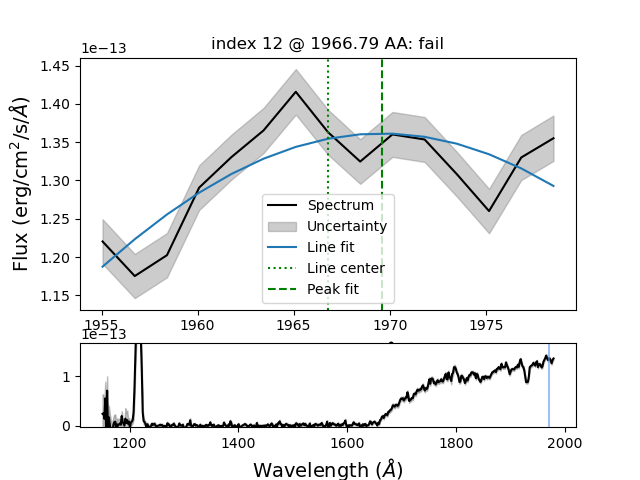 index 12 @ 1966.79 AA: fail
1e−13
1.45
1.40
1.35
1.30
1.25
1.20
1.15
Flux (erg/cm²/s/Å)
Spectrum
Uncertainty
Line fit
Line center
Peak fit
1955 1960 1965 1970 1975
1e−13
1
0
1200 1400 1600 1800 2000
Wavelength (Å)